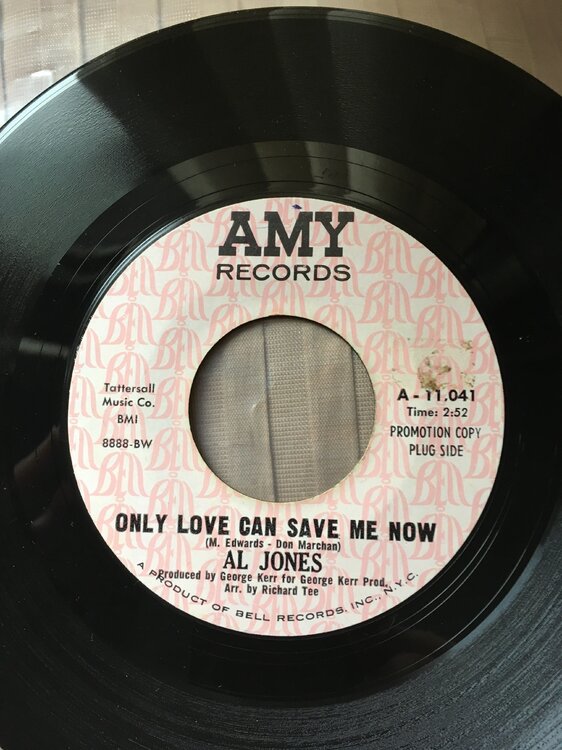 AMY
RECORDS
Tattersall
Music Co.
BMI
8888-BW
A - 11,041
Time: 2:52
PROMOTION COPY
PLUG SIDE
ONLY LOVE CAN SAVE ME NOW
(M. Edwards - Don Marchan)
AL JONES
Produced by George Kerr for George Kerr Prod.
Arr. by Richard Tee
A PRODUCT OF BELL RECORDS, INC., N.Y.C.